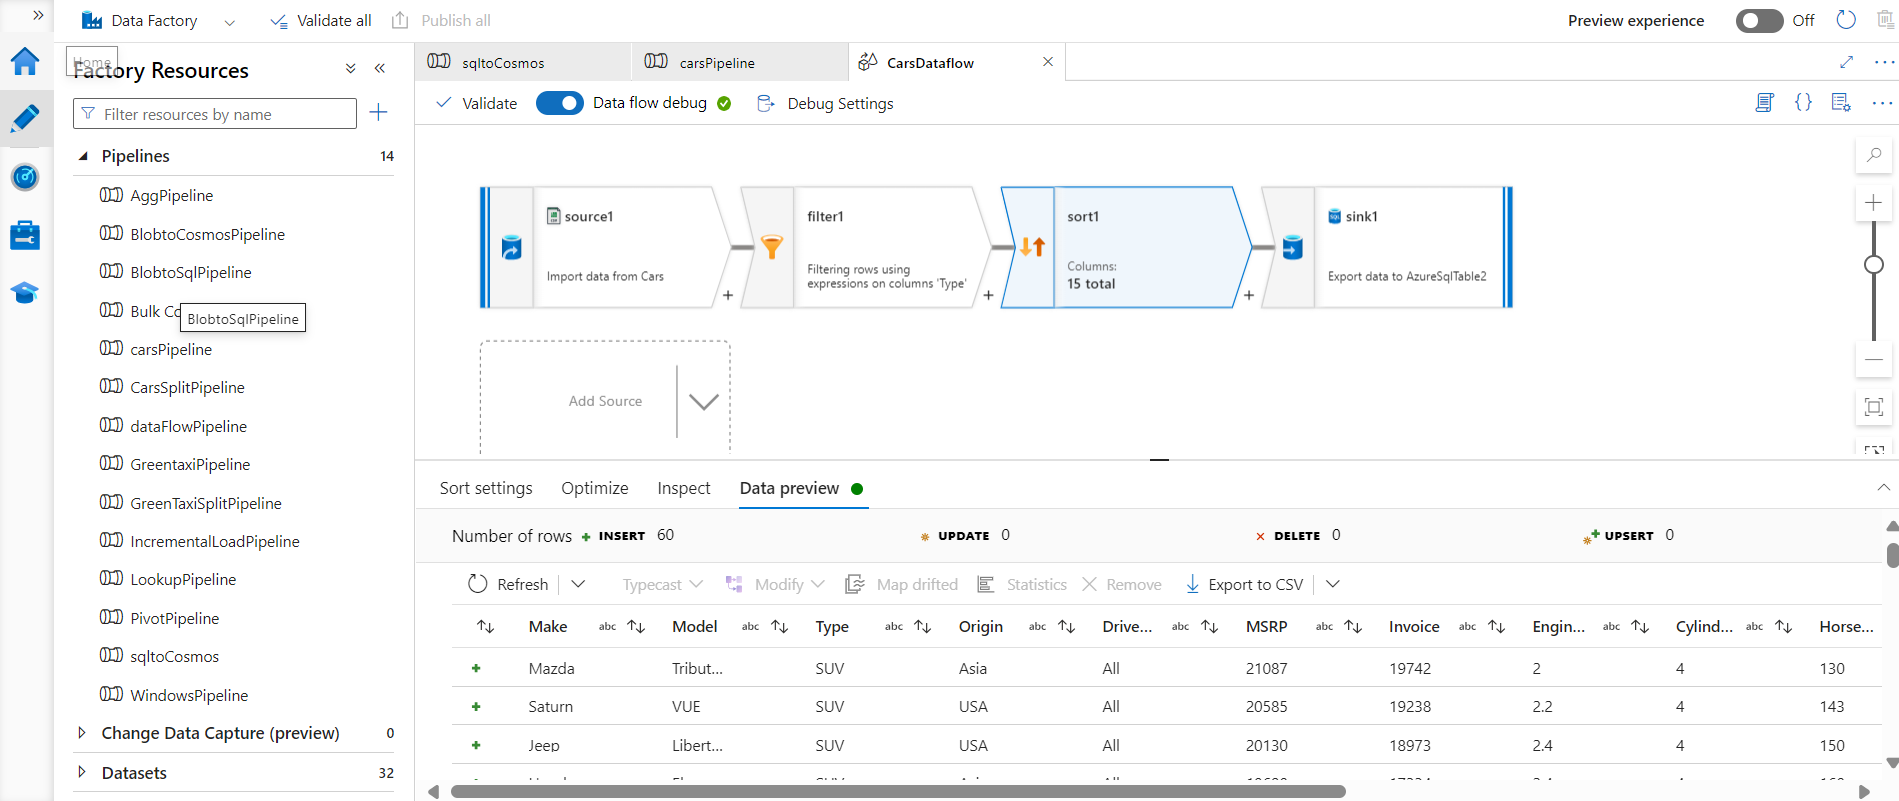 Data Factory
Validate all
Publish all
Preview experience
Off
Home
Factory Resources
Filter resources by name
Pipelines 14
AggPipeline
BlobtoCosmosPipeline
BlobtoSqlPipeline
Bulk Co
BlobtoSqlPipeline
carsPipeline
CarsSplitPipeline
dataFlowPipeline
GreentaxiPipeline
GreenTaxiSplitPipeline
IncrementalLoadPipeline
LookupPipeline
PivotPipeline
sqltoCosmos
WindowsPipeline
Change Data Capture (preview) 0
Datasets 32
sqltoCosmos
carsPipeline
CarsDataflow
Validate
Data flow debug
Debug Settings
source1
Import data from Cars
filter1
Filtering rows using
expressions on columns 'Type'
sort1
Columns:
15 total
SQL
sink1
Export data to AzureSqlTable2
Add Source
Sort settings
Optimize
Inspect
Data preview
Number of rows INSERT 60 UPDATE 0 DELETE 0 UPSERT 0
Refresh Typecast Modify Map drifted Statistics Remove Export to CSV
Make abc Model abc Type abc Origin abc Drive... abc MSRP abc Invoice abc Engin... abc Cylind... abc Horse...
Mazda Tribut... SUV Asia All 21087 19742 2 4 130
Saturn VUE SUV USA All 20585 19238 2.2 4 143
Jeep Libert... SUV USA All 20130 18973 2.4 4 150